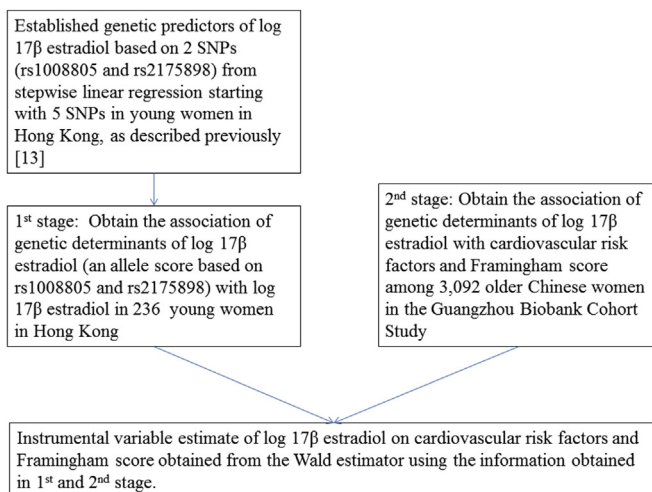 Established genetic predictors of log
17β estradiol based on 2 SNPs
(rs1008805 and rs2175898) from
stepwise linear regression starting
with 5 SNPs in young women in
Hong Kong, as described previously
[13]
1st stage:  Obtain the association of
genetic determinants of log 17β
estradiol (an allele score based on
rs1008805 and rs2175898) with log
17β estradiol in 236  young women
in Hong Kong
2nd stage: Obtain the association of
genetic determinants of log 17β
estradiol with cardiovascular risk
factors and Framingham score
among 3,092 older Chinese women
in the Guangzhou Biobank Cohort
Study
Instrumental variable estimate of log 17β estradiol on cardiovascular risk factors and
Framingham score obtained from the Wald estimator using the information obtained
in 1st and 2nd stage.